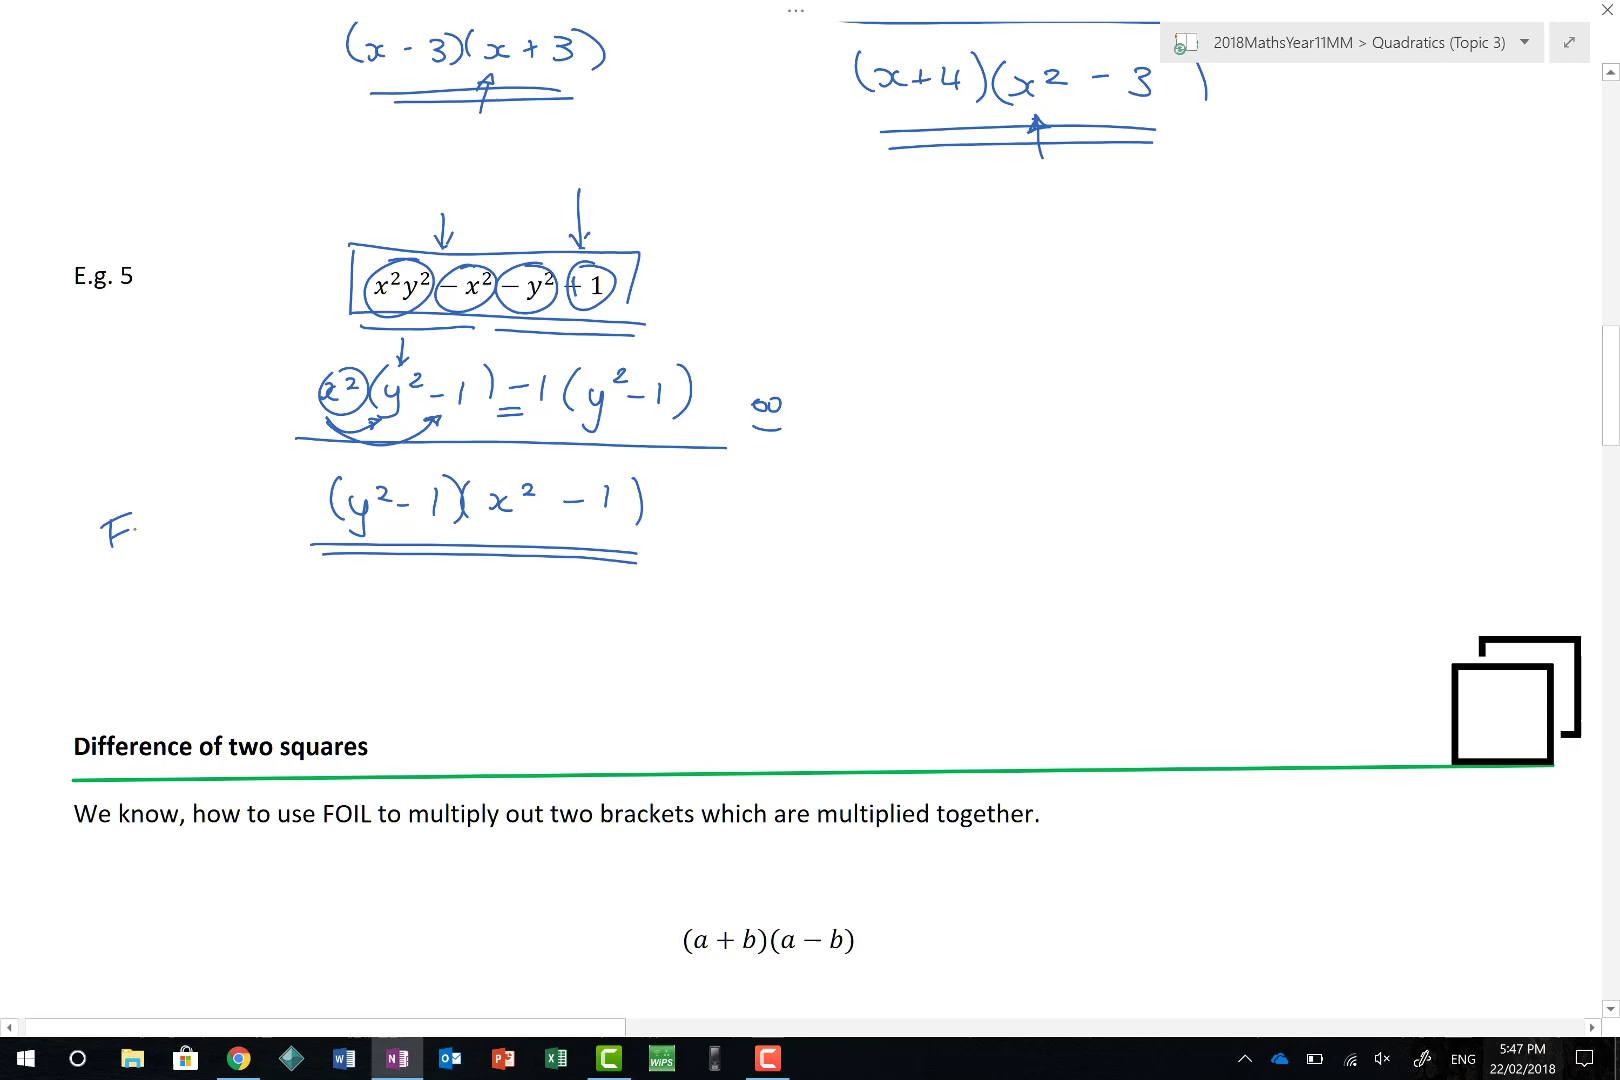 2018MathsYear11MM > Quadratics (Topic 3)
(x - 3)(x + 3)
(x + 4)(x² - 3)
E.g. 5
x²y² − x² − y² + 1
x²(y² - 1) - 1(y² - 1)
(y² - 1)(x² - 1)
F
Difference of two squares
We know, how to use FOIL to multiply out two brackets which are multiplied together.
(a + b)(a − b)
WiPS
ENG
5:47 PM
22/02/2018